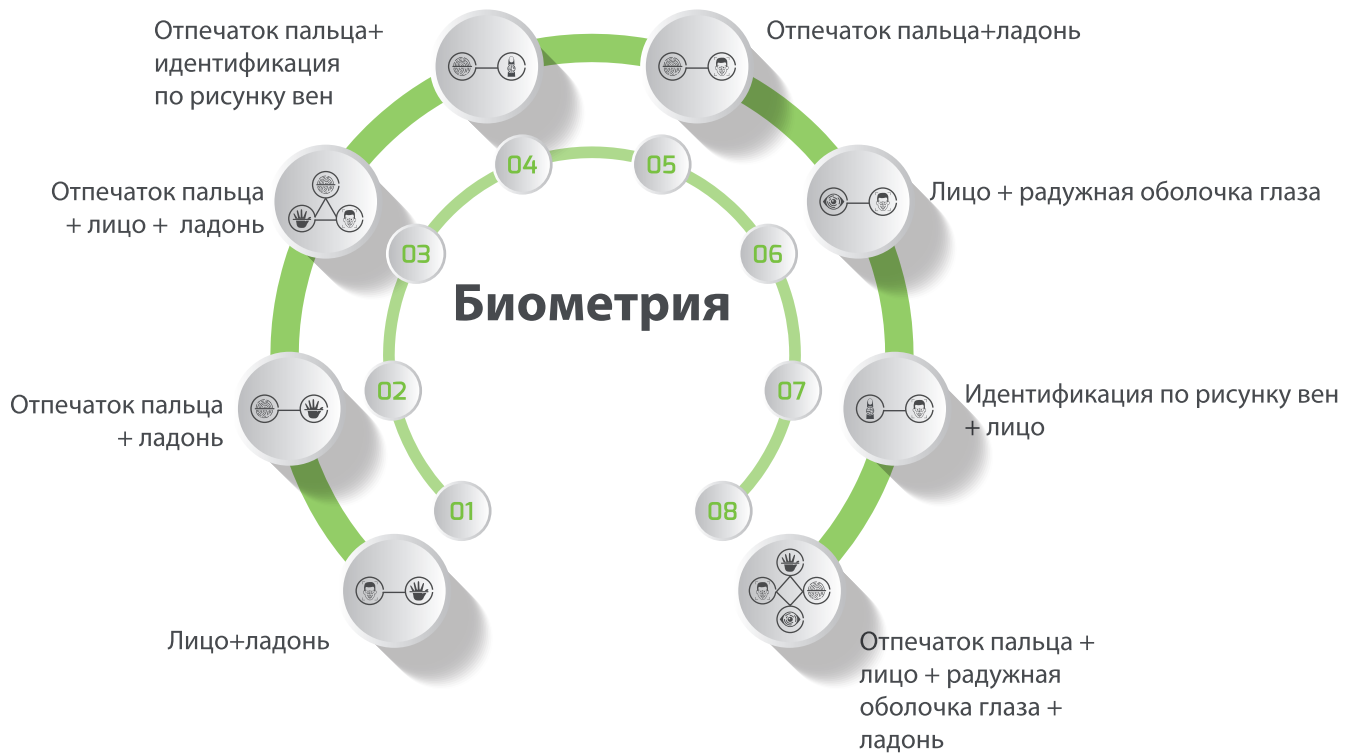 Отпечаток пальца+
идентификация
по рисунку вен
Отпечаток пальца+ладонь
04
05
Отпечаток пальца
+ лицо +  ладонь
Лицо + радужная оболочка глаза
03
06
Биометрия
02
07
Отпечаток пальца
+ ладонь
Идентификация по рисунку вен
+ лицо
01
08
Лицо+ладонь
Отпечаток пальца +
лицо + радужная
оболочка глаза +
ладонь